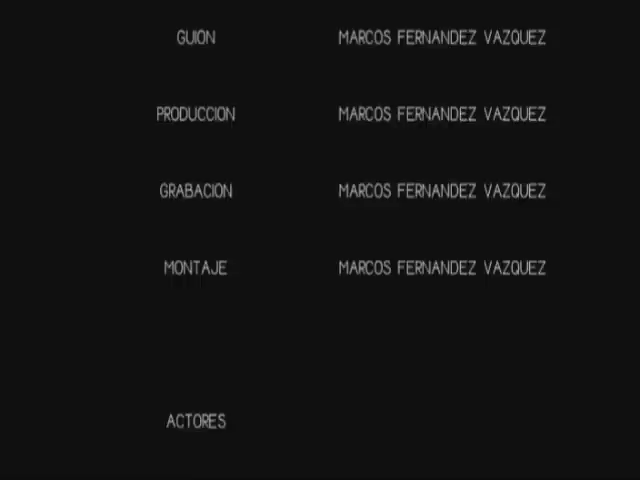 GUION MARCOS FERNANDEZ VAZQUEZ
PRODUCCION MARCOS FERNANDEZ VAZQUEZ
GRABACION MARCOS FERNANDEZ VAZQUEZ
MONTAJE MARCOS FERNANDEZ VAZQUEZ
ACTORES